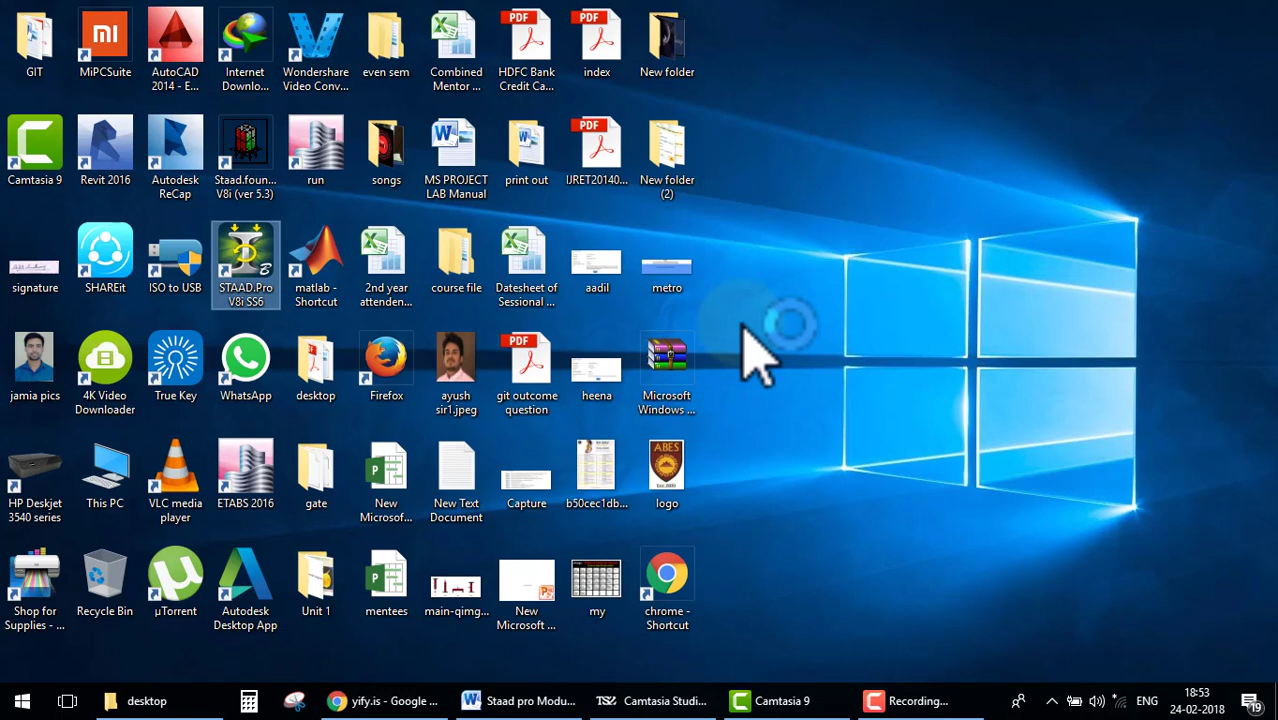 GIT
MiPCSuite
AutoCAD
2014 - E...
Internet
Downlo...
Wondershare
Video Conv...
even sem
Combined
Mentor ...
PDF
HDFC Bank
Credit Ca...
PDF
index
New folder
Camtasia 9
Revit 2016
Autodesk
ReCap
Staad.foun...
V8i (ver 5.3)
run
songs
MS PROJECT
LAB Manual
print out
PDF
IJRET20140...
New folder
(2)
signature
SHAREit
ISO to USB
STAAD.Pro
V8i SS6
matlab -
Shortcut
2nd year
attenden...
course file
Datesheet of
Sessional ...
aadil
metro
jamia pics
4K Video
Downloader
True Key
WhatsApp
desktop
Firefox
ayush
sir1.jpeg
PDF
git outcome
question
heena
Microsoft
Windows ...
HP Deskjet
3540 series
This PC
VLC media
player
ETABS 2016
gate
New
Microsof...
New Text
Document
Capture
b50cec1db...
ABES
logo
Shop for
Supplies - ...
Recycle Bin
µTorrent
Autodesk
Desktop App
Unit 1
mentees
main-qimg...
New
Microsoft ...
my
chrome -
Shortcut
desktop
yify.is - Google ...
Staad pro Modu...
Camtasia Studi...
Camtasia 9
Recording...
ENG
18:53
24-02-2018
19